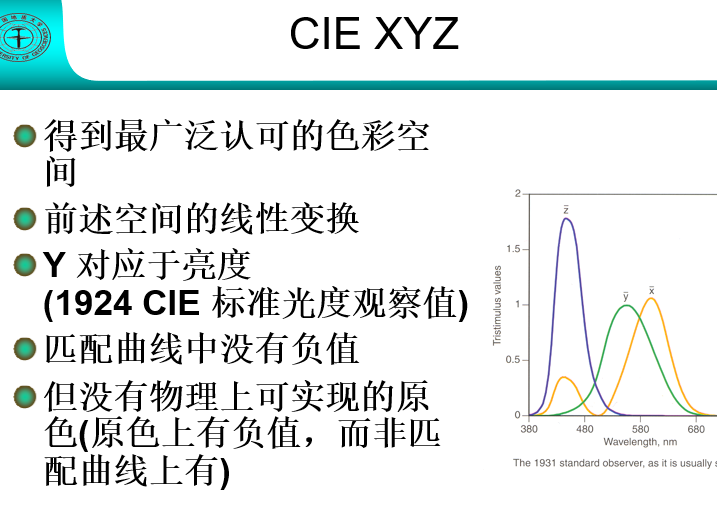 CIE XYZ
得到最广泛认可的色彩空
间
前述空间的线性变换
Y 对应于亮度
(1924 CIE 标准光度观察值)
匹配曲线中没有负值
但没有物理上可实现的原
色(原色上有负值，而非匹
配曲线上有)
2
1.5
1
0.5
0
Tristimulus values
z̄
ȳ
x̄
380 480 580 680
Wavelength, nm
The 1931 standard observer, as it is usually